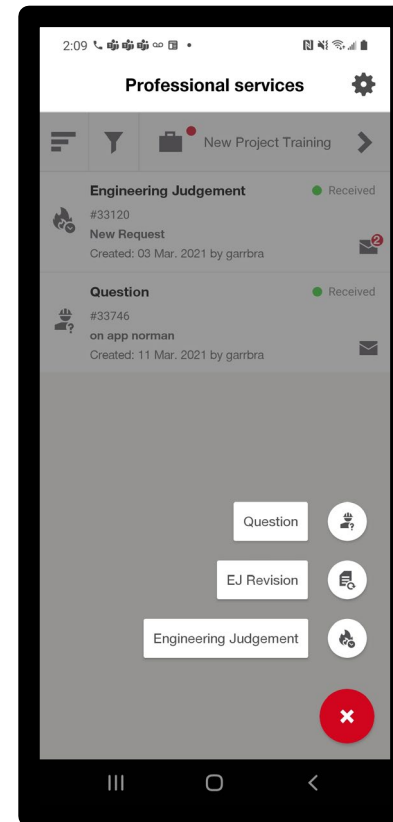 2:09
Professional services
New Project Training
Engineering Judgement
Received
#33120
New Request
2
Created: 03 Mar. 2021 by garrbra
Question
Received
#33746
on app norman
Created: 11 Mar. 2021 by garrbra
Question
EJ Revision
Engineering Judgement